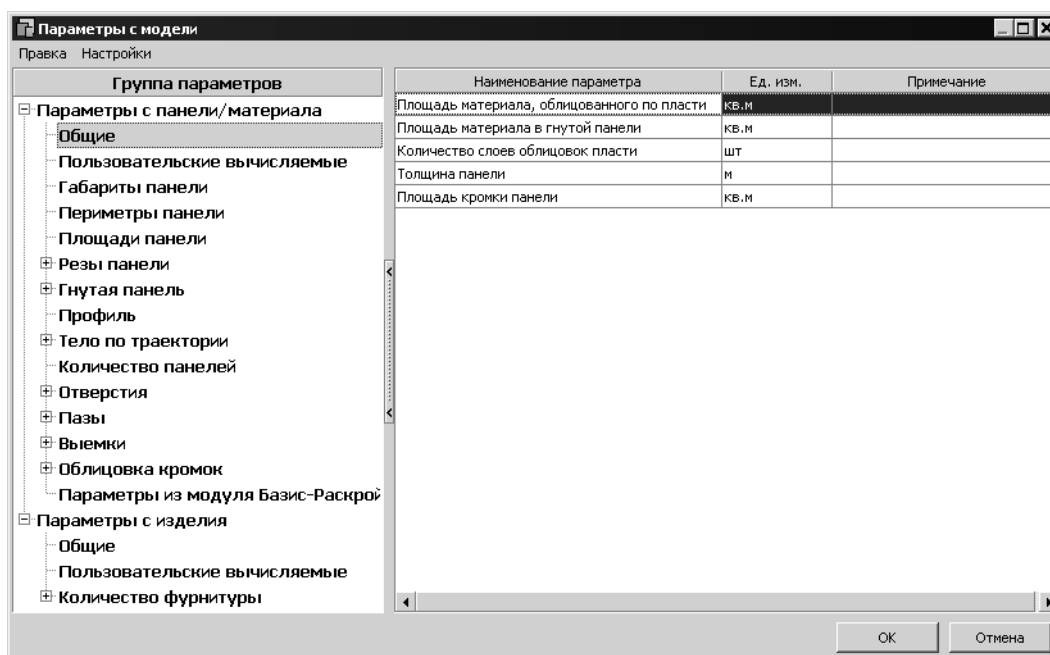 Параметры с модели
Правка Настройки
Группа параметров
Параметры с панели/материала
Общие
Пользовательские вычисляемые
Габариты панели
Периметры панели
Площади панели
Резы панели
Гнутая панель
Профиль
Тело по траектории
Количество панелей
Отверстия
Пазы
Выемки
Облицовка кромок
Параметры из модуля Базис-Раскрой
Параметры с изделия
Общие
Пользовательские вычисляемые
Количество фурнитуры
Наименование параметра Ед. изм. Примечание
Площадь материала, облицованного по пласти кв.м
Площадь материала в гнутой панели кв.м
Количество слоев облицовок пласти шт
Толщина панели м
Площадь кромки панели кв.м
ОК Отмена